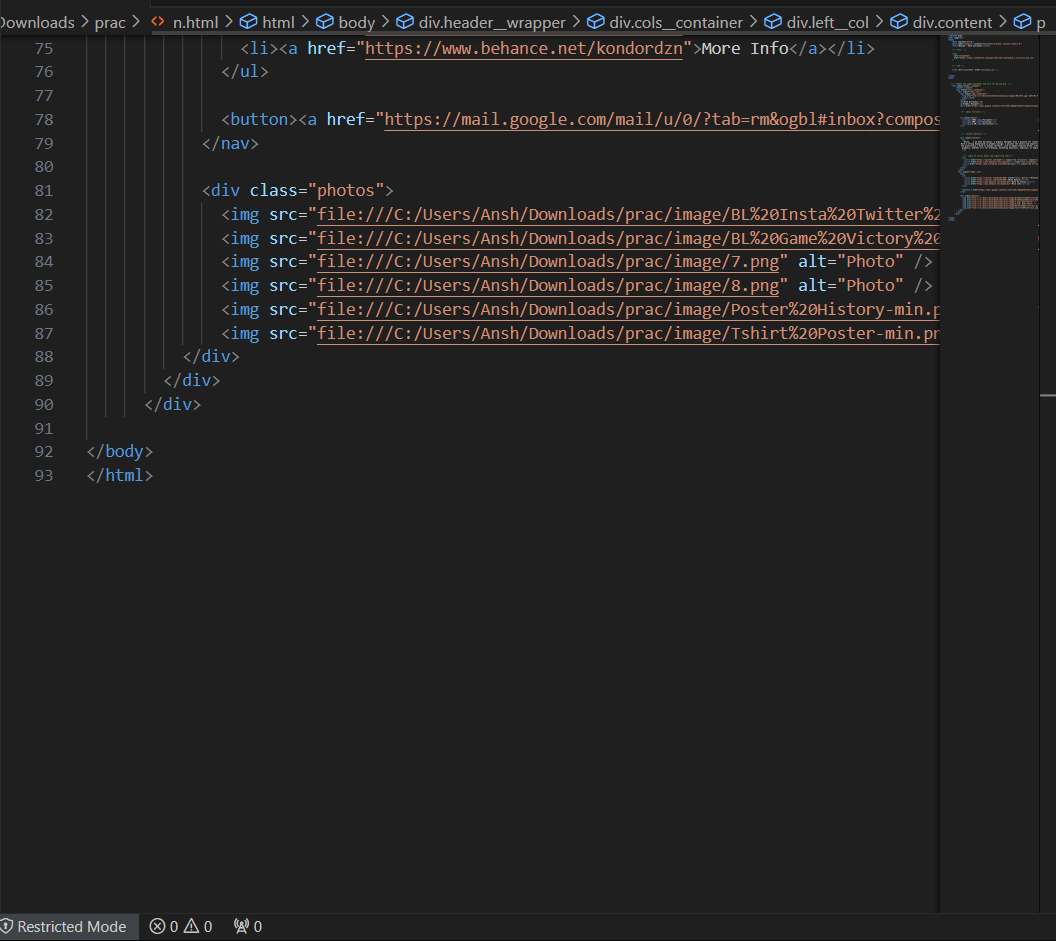 Downloads > prac > <> n.html > html > body > div.header__wrapper > div.cols__container > div.left__col > div.content > p
75 <li><a href="https://www.behance.net/kondordzn">More Info</a></li>
76 </ul>
77
78 <button><a href="https://mail.google.com/mail/u/0/?tab=rm&ogbl#inbox?compos
79 </nav>
80
81 <div class="photos">
82 <img src="file:///C:/Users/Ansh/Downloads/prac/image/BL%20Insta%20Twitter%2
83 <img src="file:///C:/Users/Ansh/Downloads/prac/image/BL%20Game%20Victory%20
84 <img src="file:///C:/Users/Ansh/Downloads/prac/image/7.png" alt="Photo" />
85 <img src="file:///C:/Users/Ansh/Downloads/prac/image/8.png" alt="Photo" />
86 <img src="file:///C:/Users/Ansh/Downloads/prac/image/Poster%20History-min.p
87 <img src="file:///C:/Users/Ansh/Downloads/prac/image/Tshirt%20Poster-min.pn
88 </div>
89 </div>
90 </div>
91
92 </body>
93 </html>
Restricted Mode 0 0 0